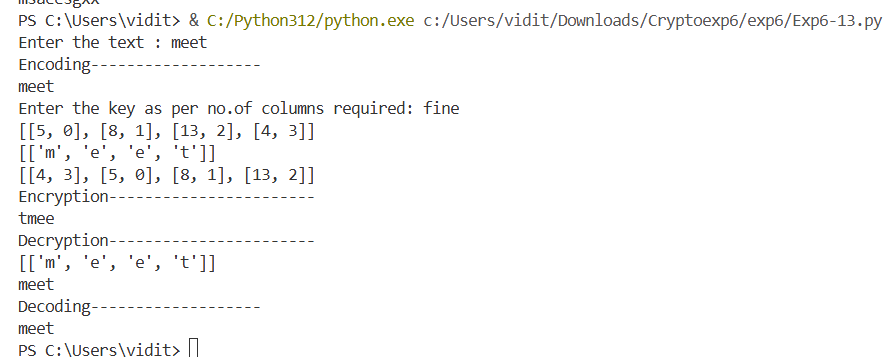 msacesgxx
PS C:\Users\vidit> & C:/Python312/python.exe c:/Users/vidit/Downloads/Cryptoexp6/exp6/Exp6-13.py
Enter the text : meet
Encoding-------------------
meet
Enter the key as per no.of columns required: fine
[[5, 0], [8, 1], [13, 2], [4, 3]]
[['m', 'e', 'e', 't']]
[[4, 3], [5, 0], [8, 1], [13, 2]]
Encryption-----------------------
tmee
Decryption-----------------------
[['m', 'e', 'e', 't']]
meet
Decoding-------------------
meet
PS C:\Users\vidit>